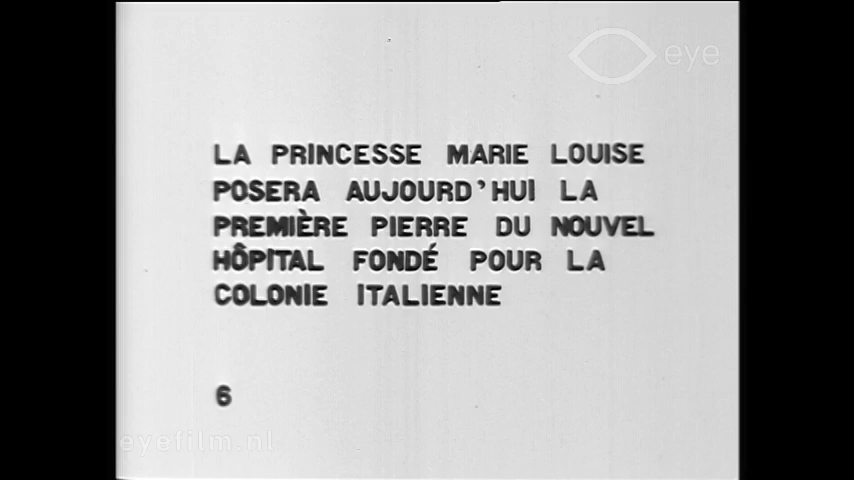 eye
LA PRINCESSE MARIE LOUISE
POSERA AUJOURD'HUI LA
PREMIÈRE PIERRE DU NOUVEL
HÔPITAL FONDÉ POUR LA
COLONIE ITALIENNE
6
eyefilm.nl